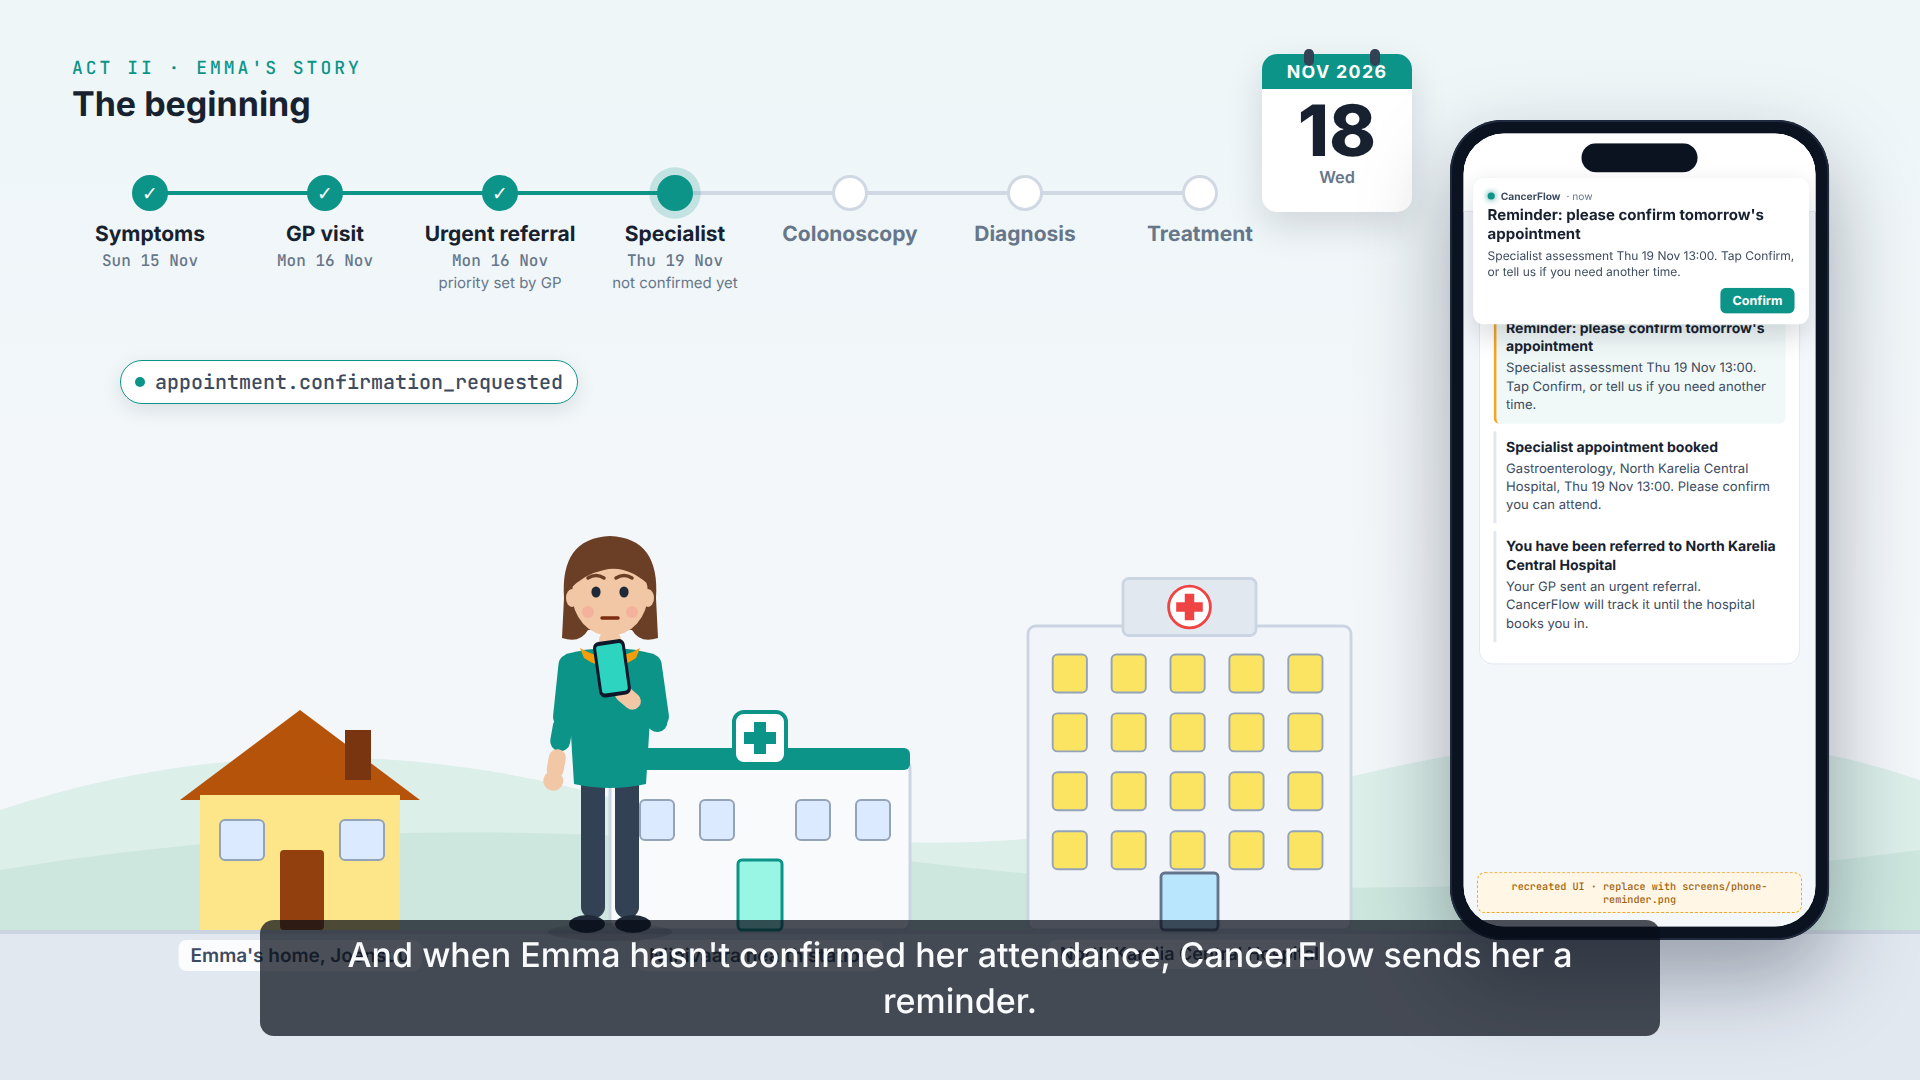 ACT II · EMMA'S STORY
The beginning
NOV 2026
18
Wed
✓ ✓ ✓
Symptoms
Sun 15 Nov
GP visit
Mon 16 Nov
Urgent referral
Mon 16 Nov
priority set by GP
Specialist
Thu 19 Nov
not confirmed yet
Colonoscopy
Diagnosis
Treatment
appointment.confirmation_requested
CancerFlow · now
Reminder: please confirm tomorrow's
appointment
Specialist assessment Thu 19 Nov 13:00. Tap Confirm,
or tell us if you need another time.
Confirm
Reminder: please confirm tomorrow's
appointment
Specialist assessment Thu 19 Nov 13:00.
Tap Confirm, or tell us if you need another
time.
Specialist appointment booked
Gastroenterology, North Karelia Central
Hospital, Thu 19 Nov 13:00. Please confirm
you can attend.
You have been referred to North Karelia
Central Hospital
Your GP sent an urgent referral.
CancerFlow will track it until the hospital
books you in.
recreated UI · replace with screens/phone-
reminder.png
Emma's home,
North Karelia Central Hospital
And when Emma hasn't confirmed her attendance, CancerFlow sends her a
reminder.